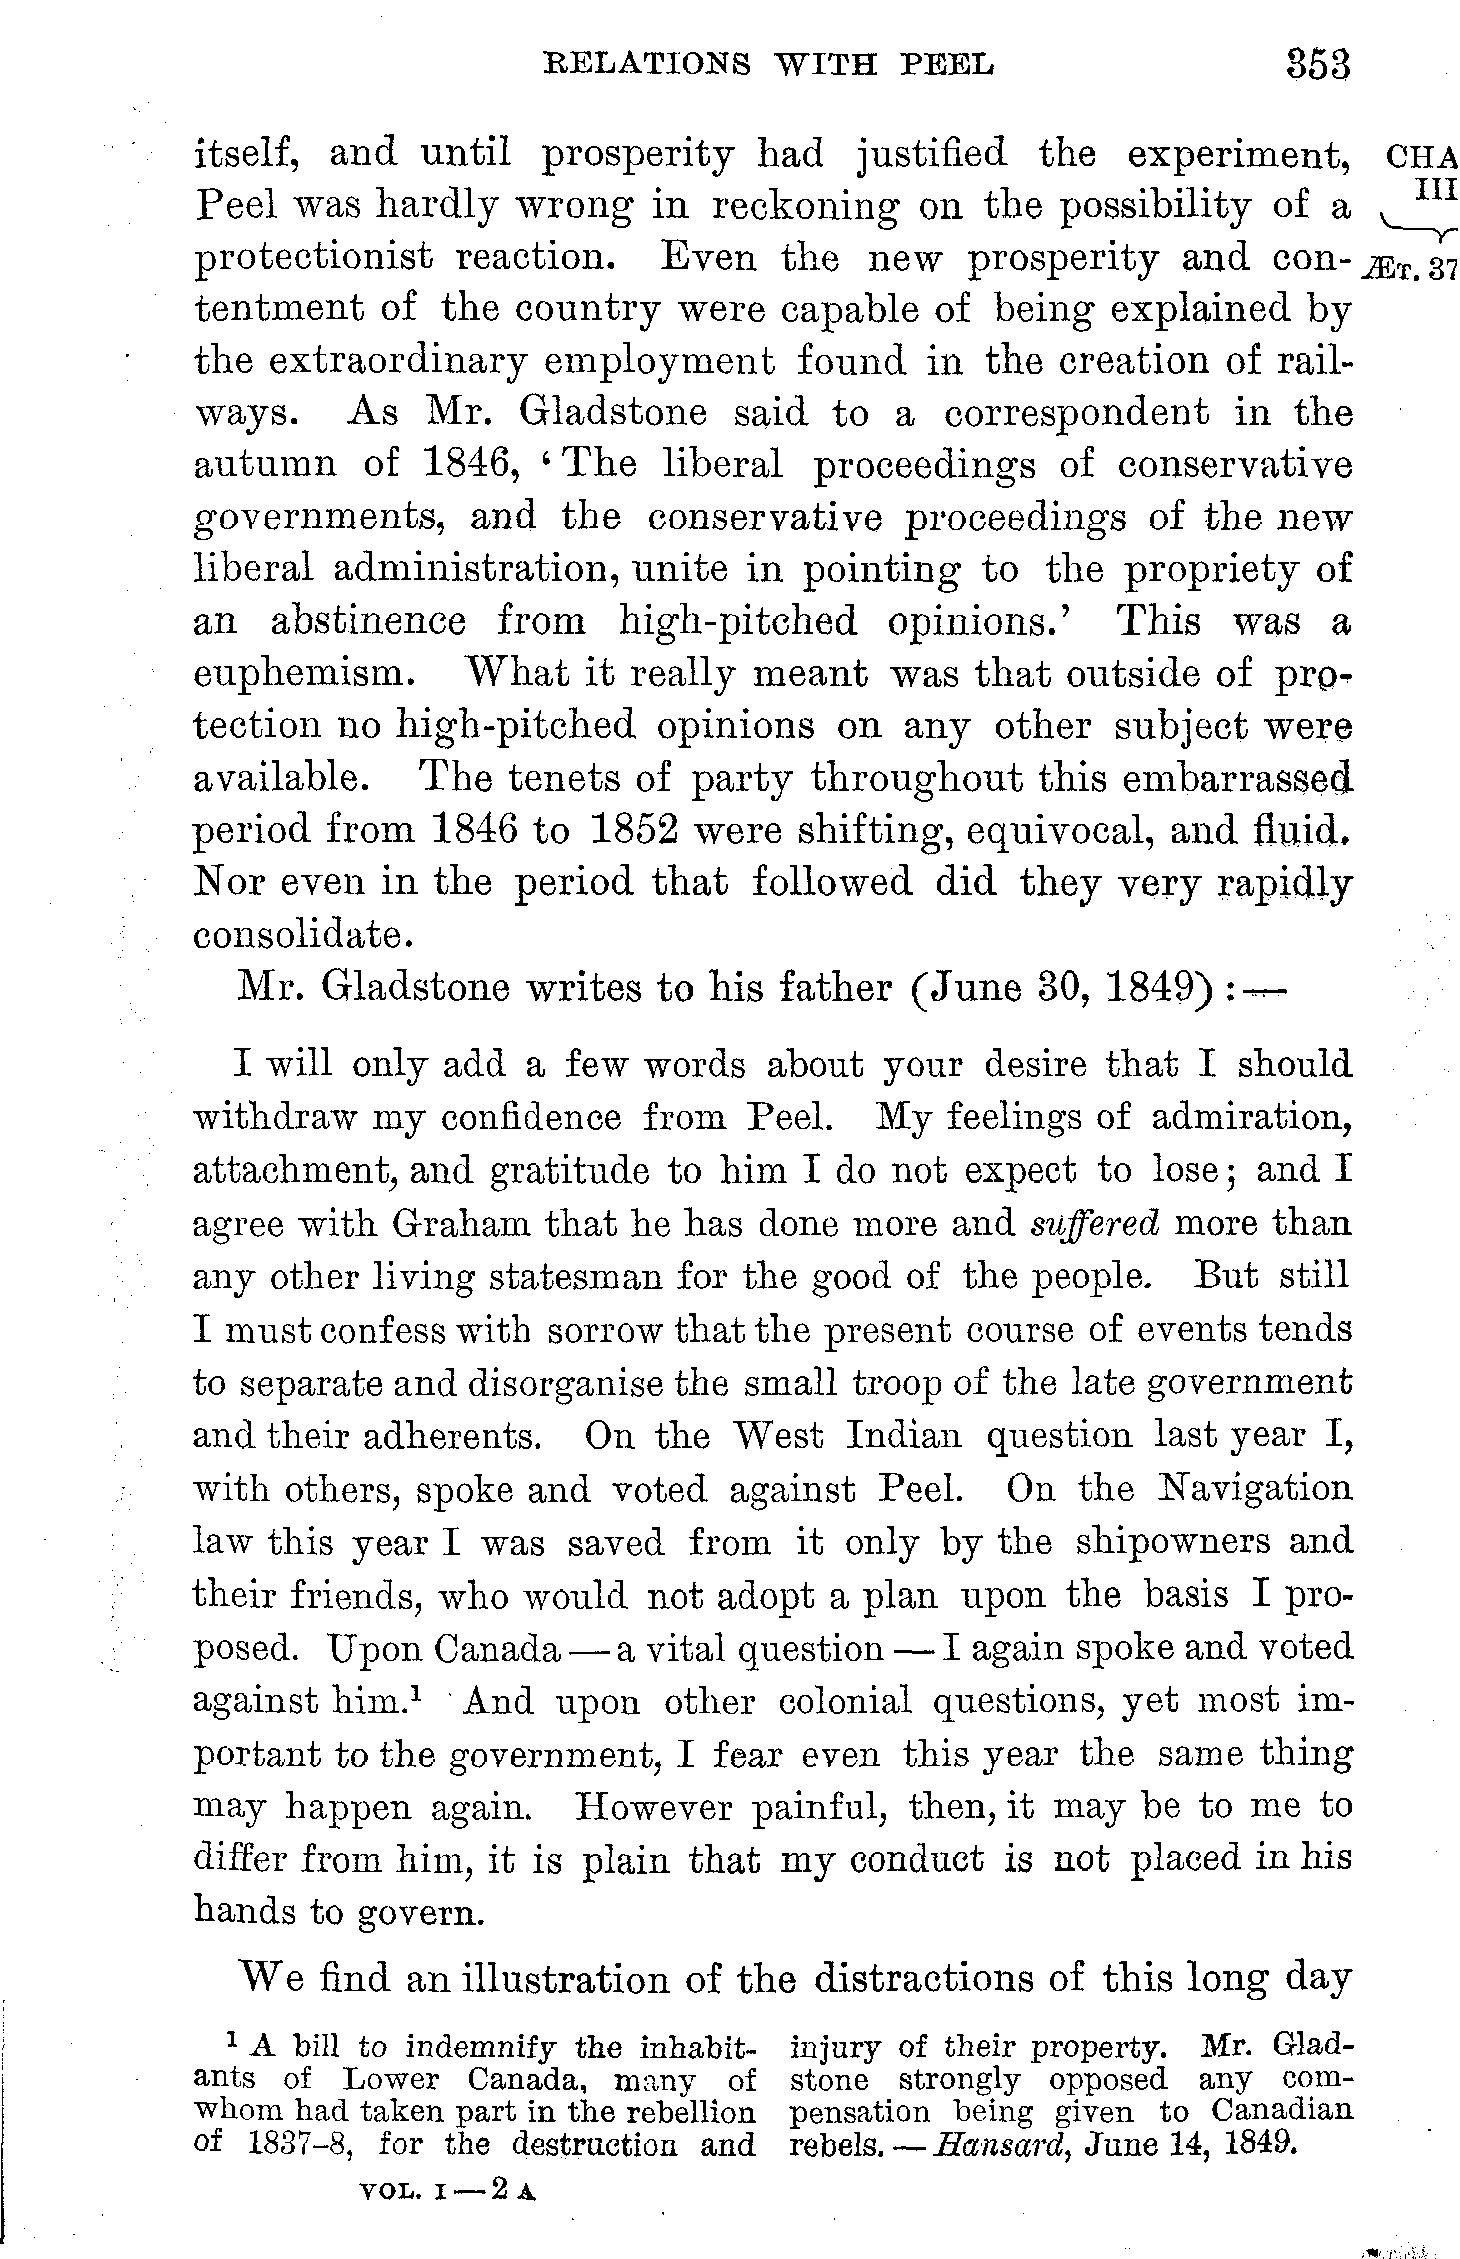 RELATIONS WITH PEEL 353
itself, and until prosperity had justified the experiment,
CHA
Peel was hardly wrong in reckoning on the possibility of a
III
protectionist reaction. Even the new prosperity and con-
ÆT. 37
tentment of the country were capable of being explained by
the extraordinary employment found in the creation of rail-
ways. As Mr. Gladstone said to a correspondent in the
autumn of 1846, ‘The liberal proceedings of conservative
governments, and the conservative proceedings of the new
liberal administration, unite in pointing to the propriety of
an abstinence from high-pitched opinions.’ This was a
euphemism. What it really meant was that outside of pro-
tection no high-pitched opinions on any other subject were
available. The tenets of party throughout this embarrassed
period from 1846 to 1852 were shifting, equivocal, and fluid.
Nor even in the period that followed did they very rapidly
consolidate.
Mr. Gladstone writes to his father (June 30, 1849):—
I will only add a few words about your desire that I should
withdraw my confidence from Peel. My feelings of admiration,
attachment, and gratitude to him I do not expect to lose; and I
agree with Graham that he has done more and suffered more than
any other living statesman for the good of the people. But still
I must confess with sorrow that the present course of events tends
to separate and disorganise the small troop of the late government
and their adherents. On the West Indian question last year I,
with others, spoke and voted against Peel. On the Navigation
law this year I was saved from it only by the shipowners and
their friends, who would not adopt a plan upon the basis I pro-
posed. Upon Canada—a vital question—I again spoke and voted
against him.¹ And upon other colonial questions, yet most im-
portant to the government, I fear even this year the same thing
may happen again. However painful, then, it may be to me to
differ from him, it is plain that my conduct is not placed in his
hands to govern.
We find an illustration of the distractions of this long day
¹ A bill to indemnify the inhabit-
ants of Lower Canada, many of
whom had taken part in the rebellion
of 1837–8, for the destruction and
injury of their property. Mr. Glad-
stone strongly opposed any com-
pensation being given to Canadian
rebels.—Hansard, June 14, 1849.
VOL. I—2 A